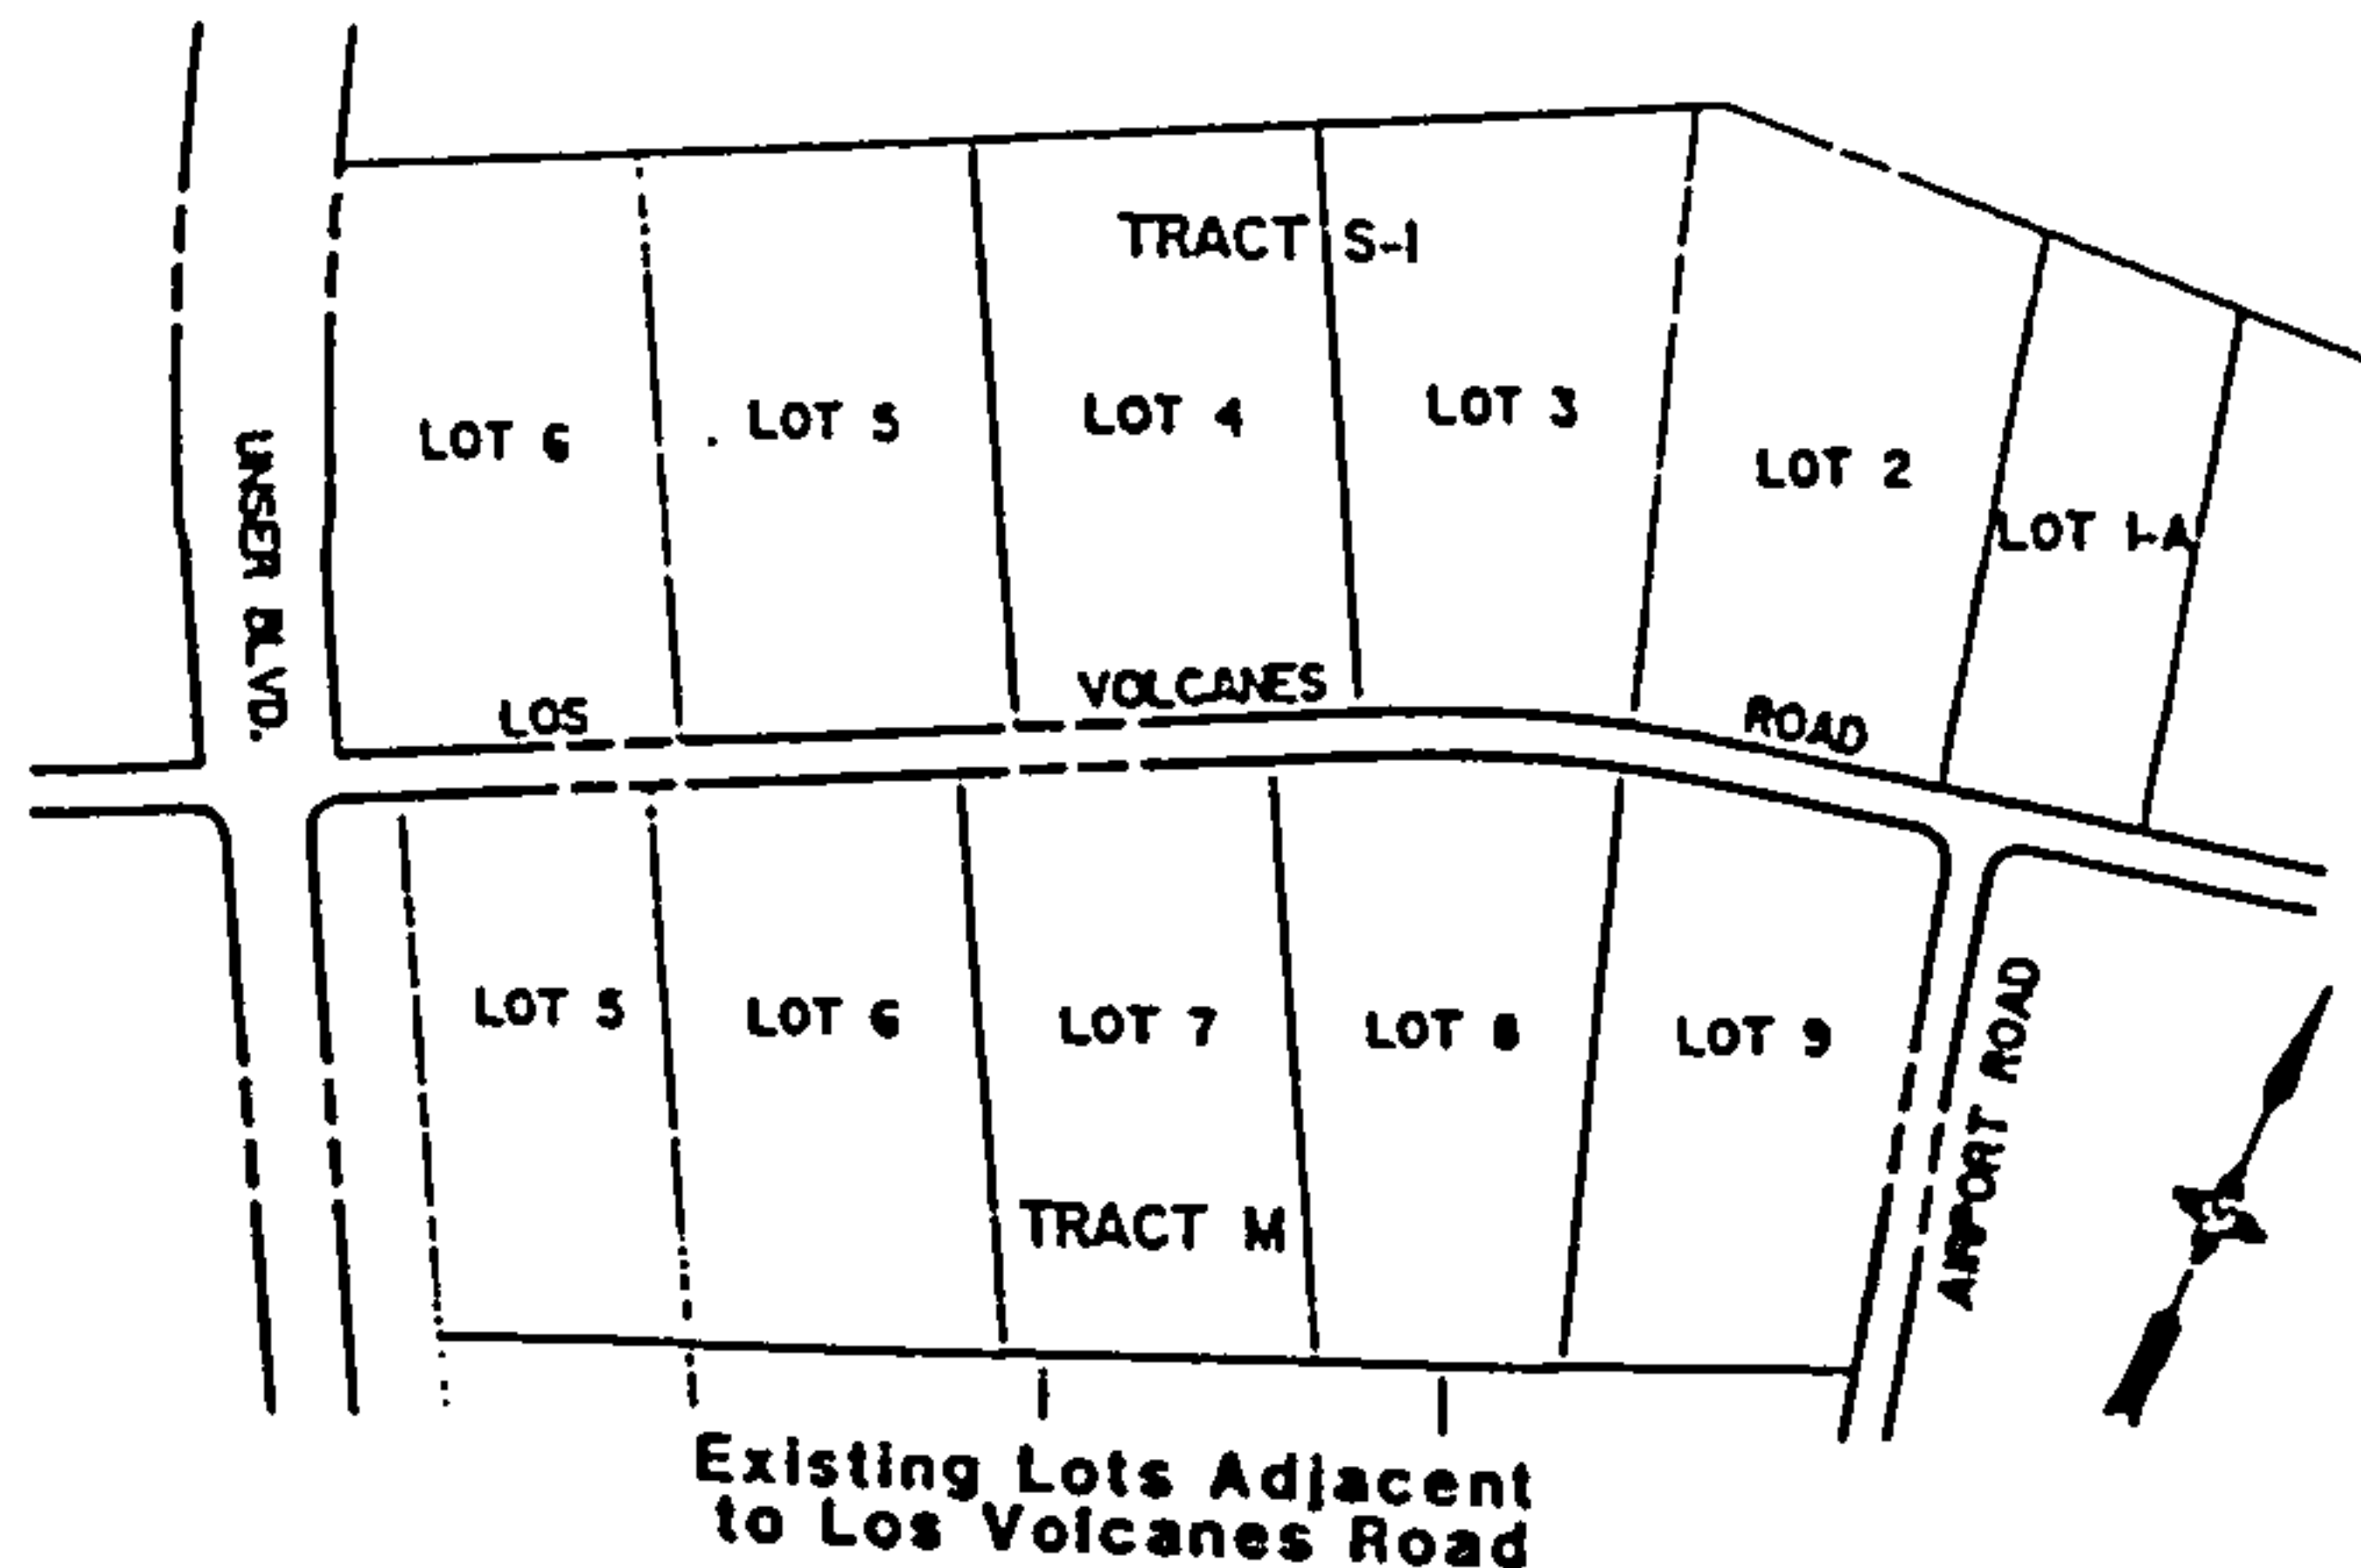 TRACT S-1
LOT 6
LOT 5
LOT 4
LOT 3
LOT 2
LOT 1-A
UNSER BLVD.
LOS VOLCANES ROAD
LOT 5
LOT 6
LOT 7
LOT 8
LOT 9
TRACT M
AIRPORT ROAD
Existing Lots Adjacent
to Los Volcanes Road